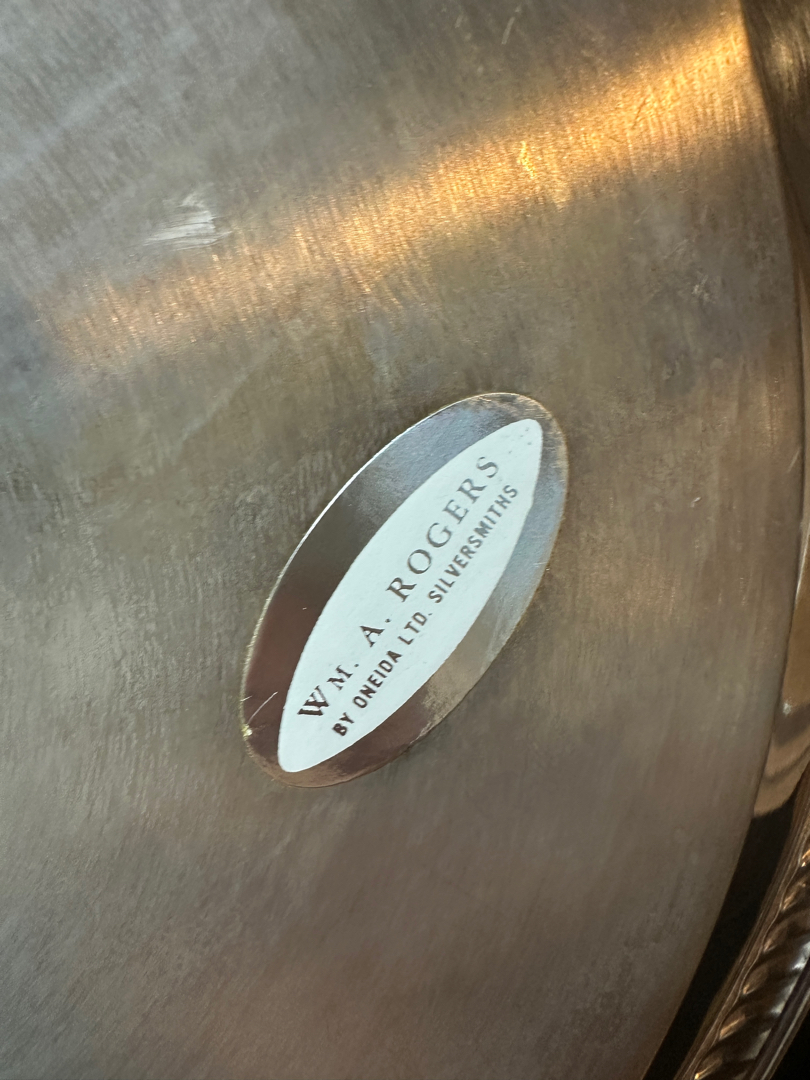 WM. A. ROGERS
BY ONEIDA LTD. SILVERSMITHS